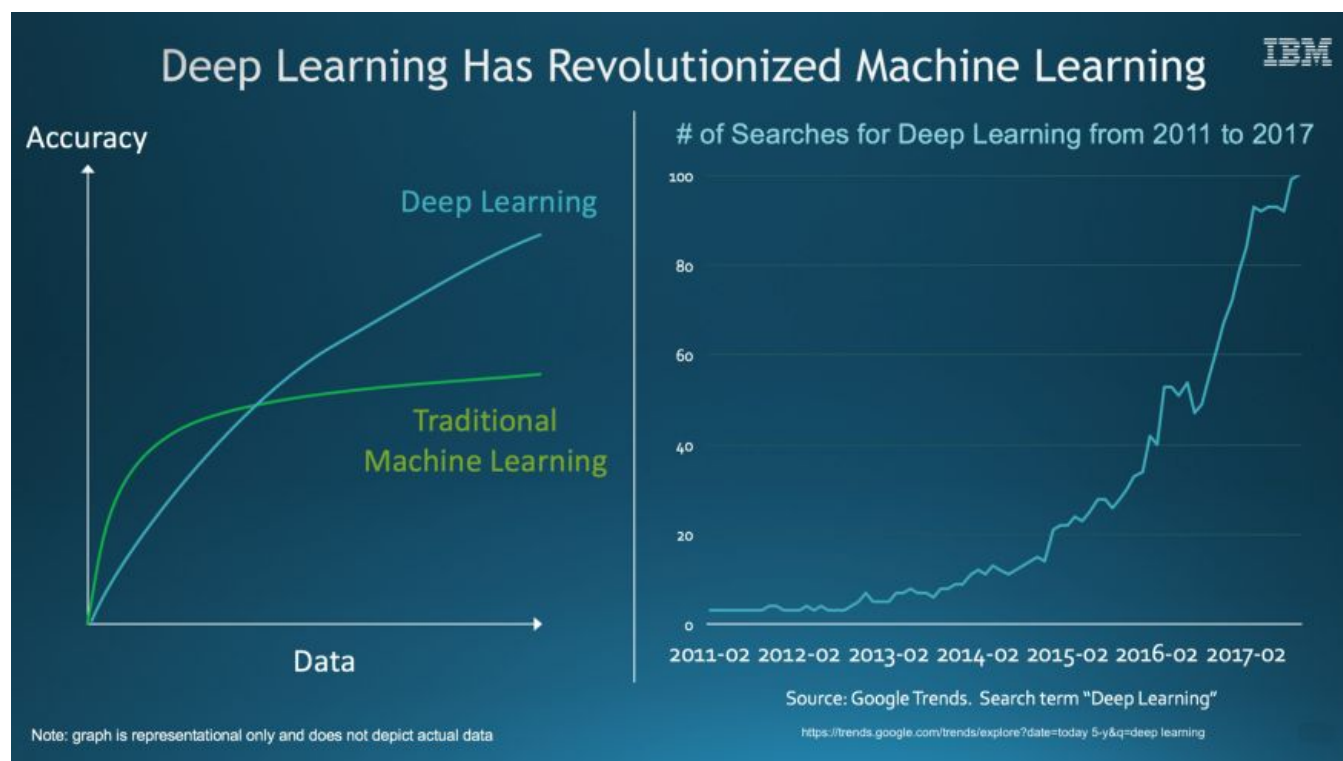 Deep Learning Has Revolutionized Machine Learning
IBM
Accuracy
Deep Learning
Traditional
Machine Learning
Data
Note: graph is representational only and does not depict actual data
# of Searches for Deep Learning from 2011 to 2017
100
80
60
40
20
0
2011-02 2012-02 2013-02 2014-02 2015-02 2016-02 2017-02
Source: Google Trends. Search term “Deep Learning”
https://trends.google.com/trends/explore?date=today 5-y&q=deep learning